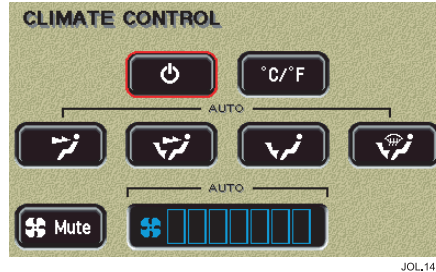 CLIMATE CONTROL
°C/°F
AUTO
AUTO
Mute
JOL.14